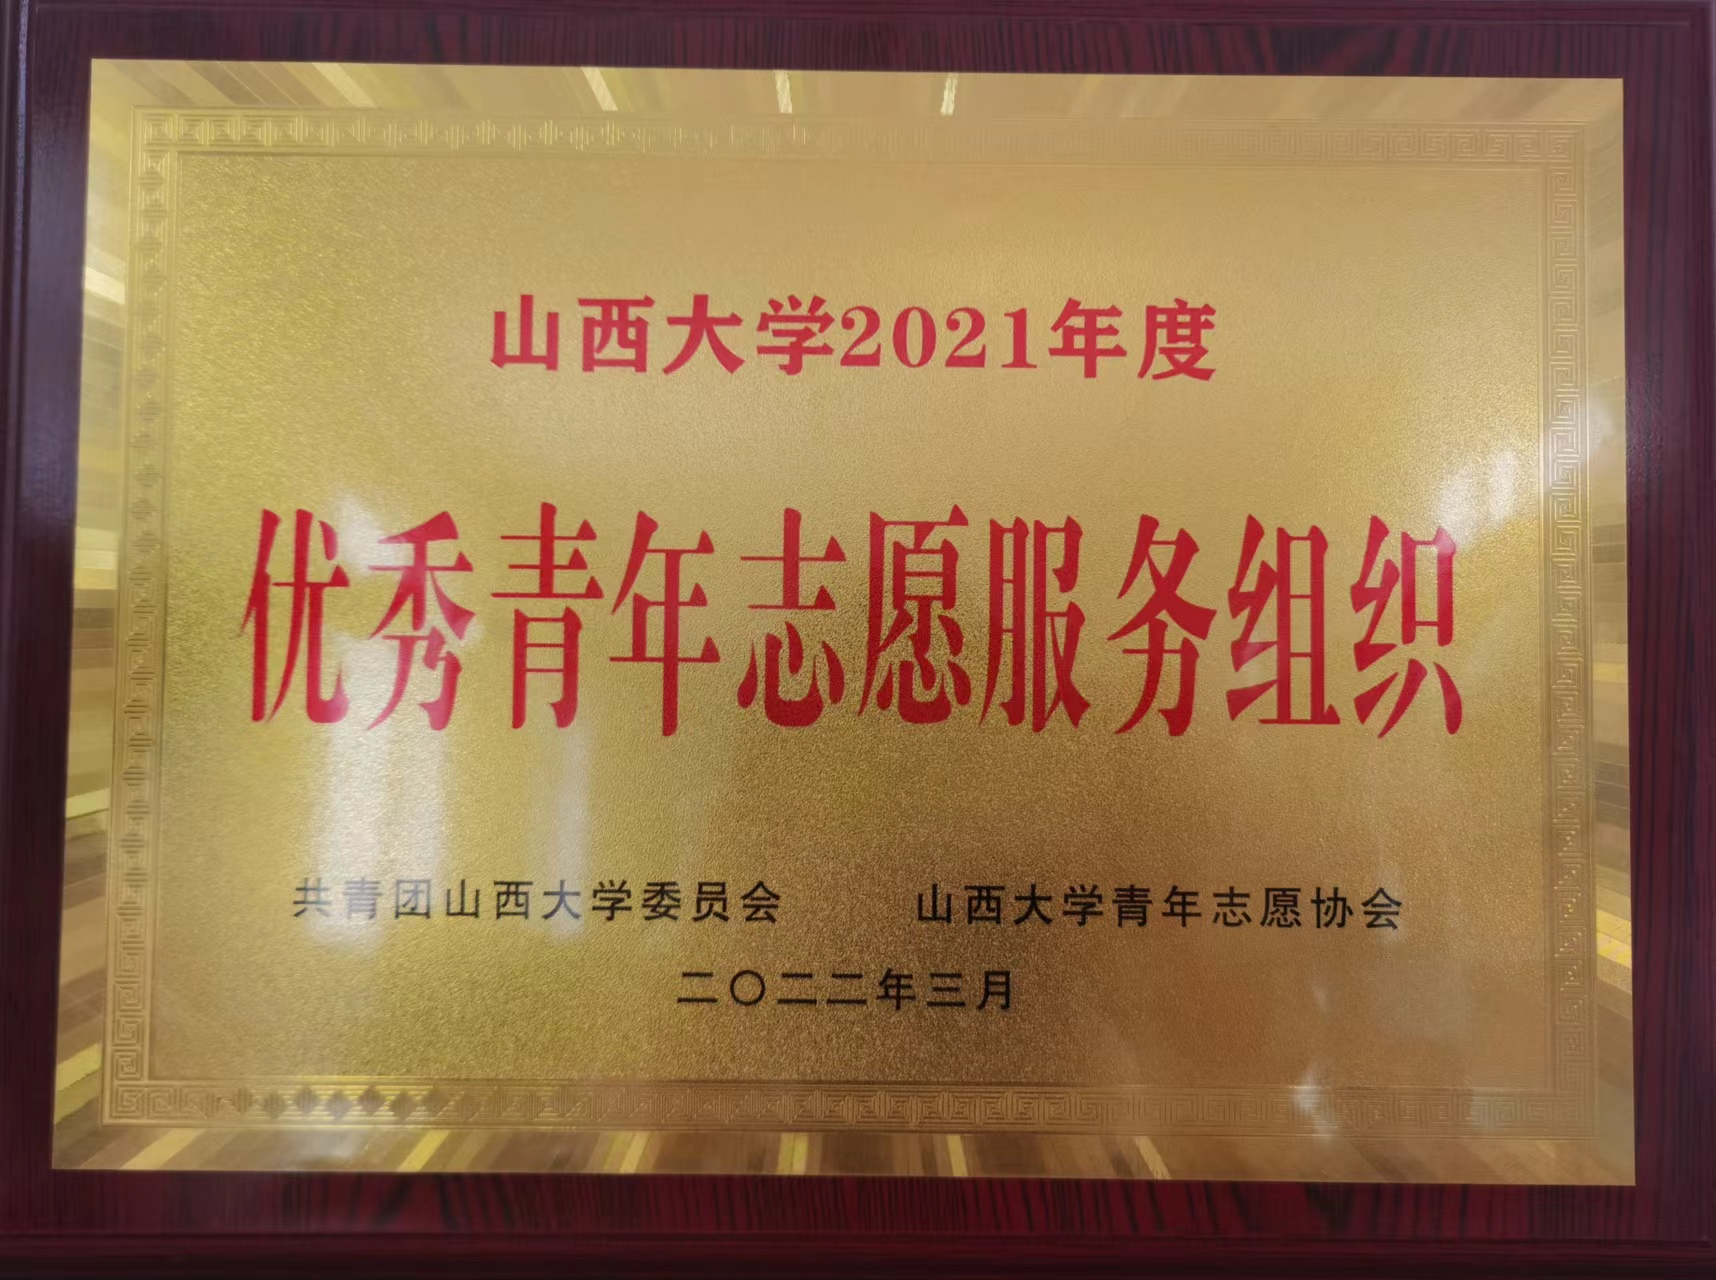 山西大学2021年度
优秀青年志愿服务组织
共青团山西大学委员会 山西大学青年志愿协会
二〇二二年三月